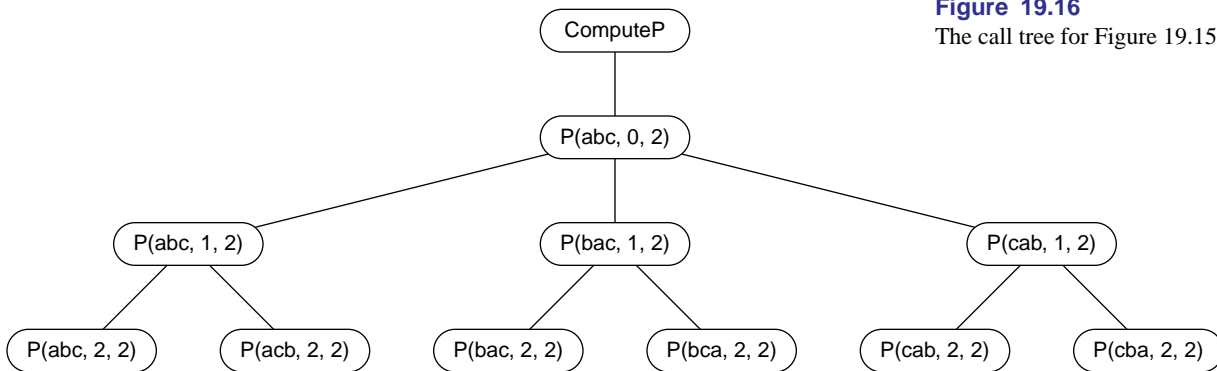 Figure 19.16
The call tree for Figure 19.15
ComputeP
P(abc, 0, 2)
P(abc, 1, 2)
P(bac, 1, 2)
P(cab, 1, 2)
P(abc, 2, 2)
P(acb, 2, 2)
P(bac, 2, 2)
P(bca, 2, 2)
P(cab, 2, 2)
P(cba, 2, 2)